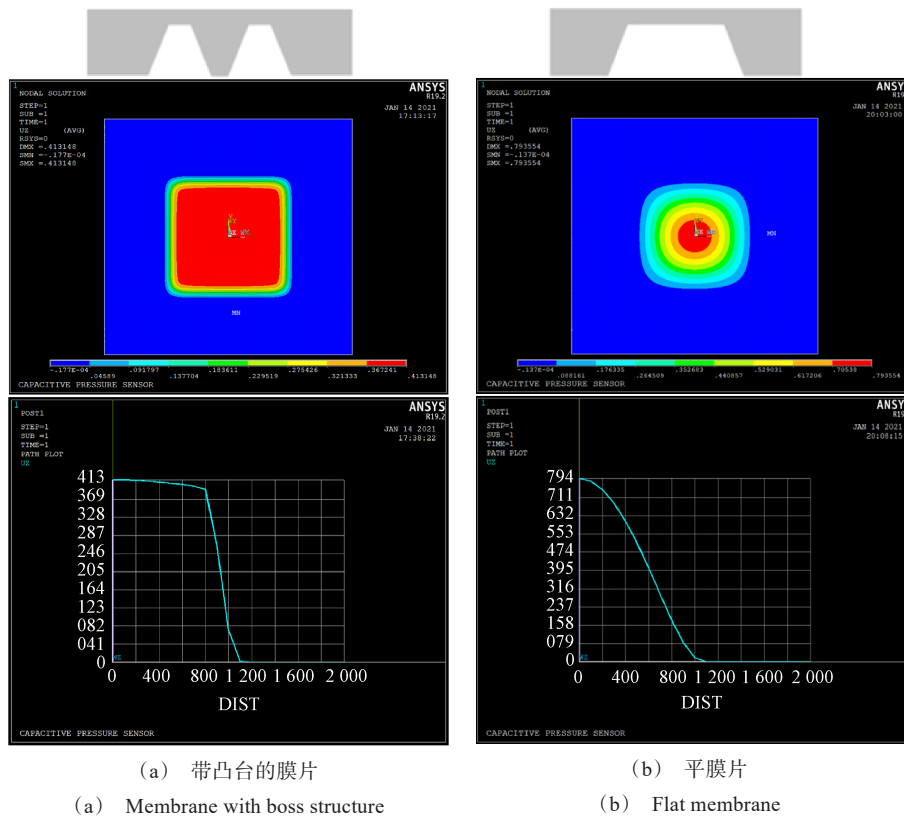 1
ANSYS
R19.2
NODAL SOLUTION
STEP=1
SUB =1
TIME=1
UZ (AVG)
RSYS=0
DMX =.413148
SMN =-.177E-04
SMX =.413148
JAN 14 2021
17:13:17
MN
-.177E-04 .091797 .183611 .275426 .367241
.04589 .137704 .229519 .321333 .413148
CAPACITIVE PRESSURE SENSOR
1
ANSYS
R19.2
POST1
STEP=1
SUB =1
TIME=1
PATH PLOT
UZ
JAN 14 2021
17:38:22
413
369
328
287
246
205
164
123
082
041
0
0 400 800 1 200 1 600 2 000
DIST
CAPACITIVE PRESSURE SENSOR
(a) 带凸台的膜片
(a) Membrane with boss structure
1
ANSY
R19
NODAL SOLUTION
STEP=1
SUB =1
TIME=1
UZ (AVG)
RSYS=0
DMX =.793554
SMN =-.137E-04
SMX =.793554
JAN 14 2021
20:03:00
MN
-.137E-04 .176335 .352683 .529031 .70538
.088161 .264509 .440857 .617206 .793554
CAPACITIVE PRESSURE SENSOR
1
ANSY
R19
POST1
STEP=1
SUB =1
TIME=1
PATH PLOT
UZ
JAN 14 2021
20:08:15
794
711
632
553
474
395
316
237
158
079
0
0 400 800 1 200 1 600 2 000
DIST
CAPACITIVE PRESSURE SENSOR
(b) 平膜片
(b) Flat membrane